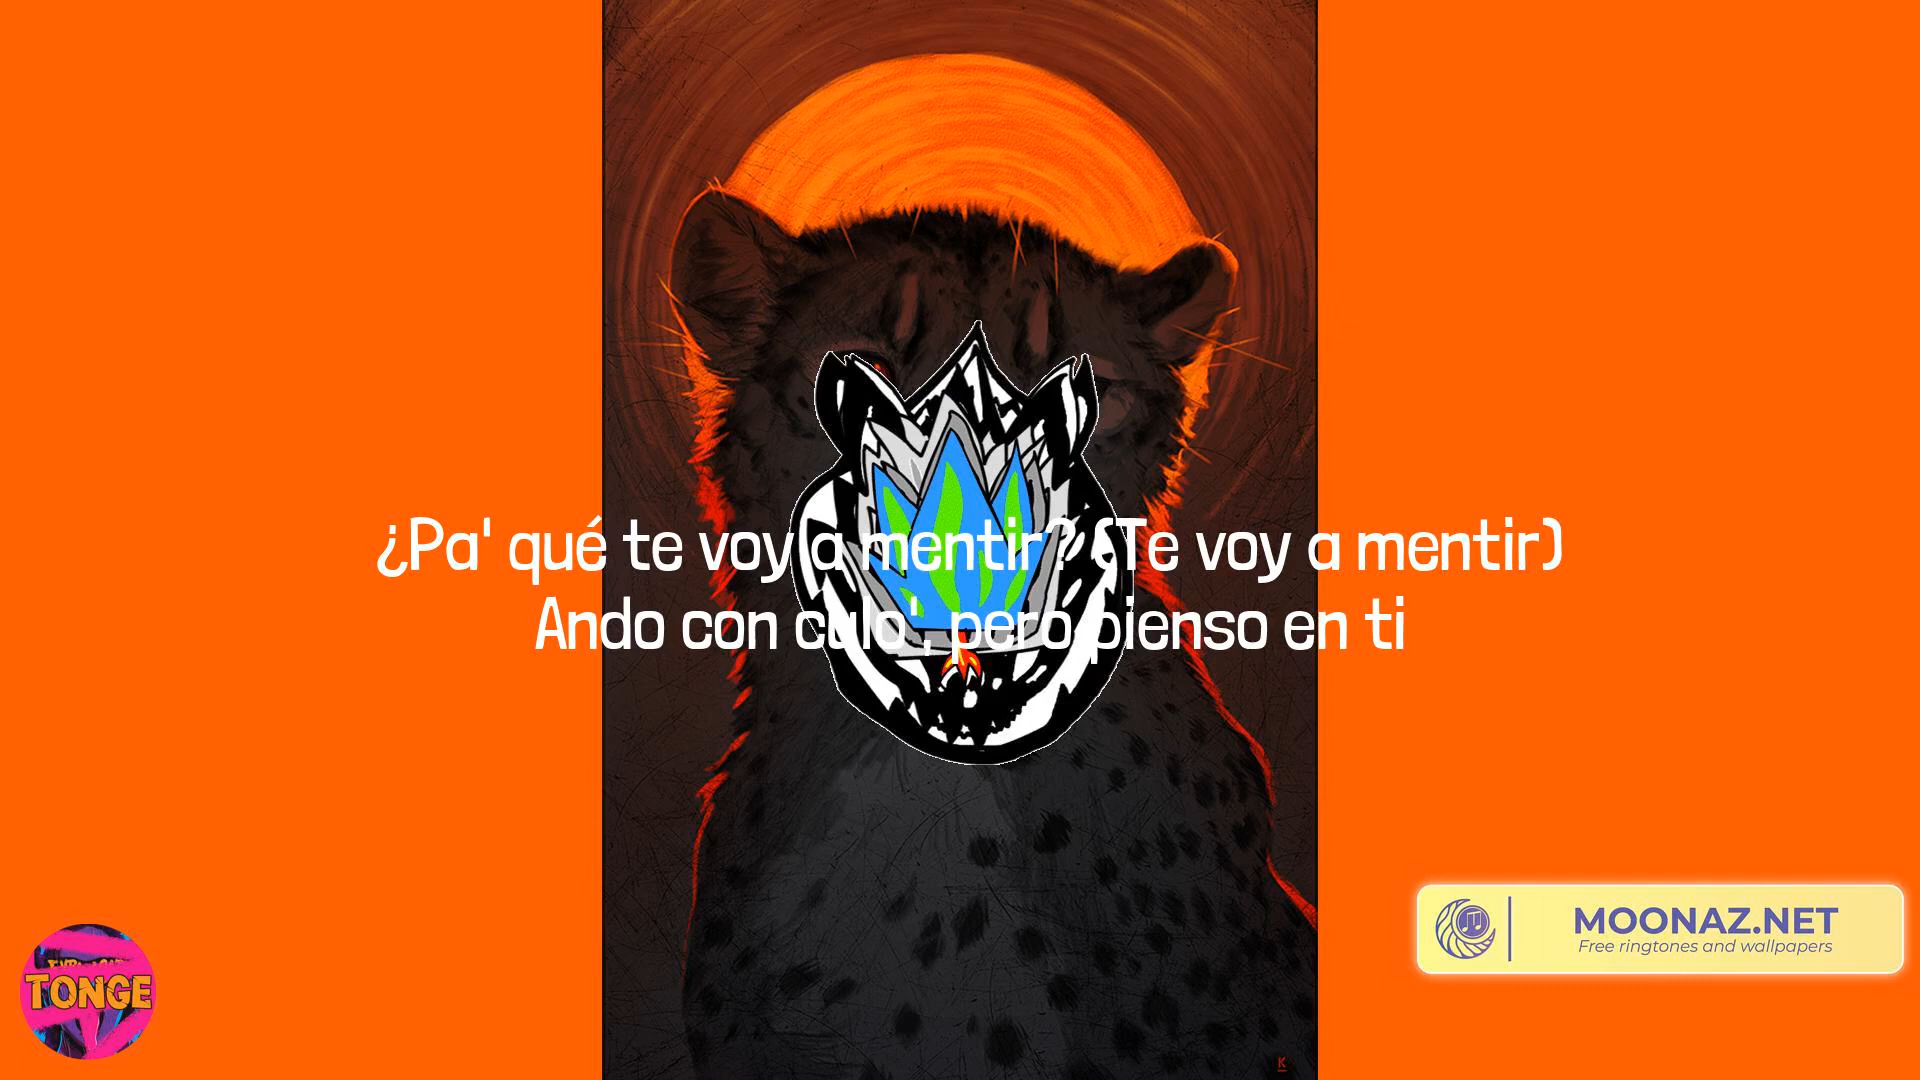 ¿Pa' qué te voy a mentir? (Te voy a mentir)
Ando con culo', pero pienso en ti
MOONAZ.NET
Free ringtones and wallpapers
TONGE
K